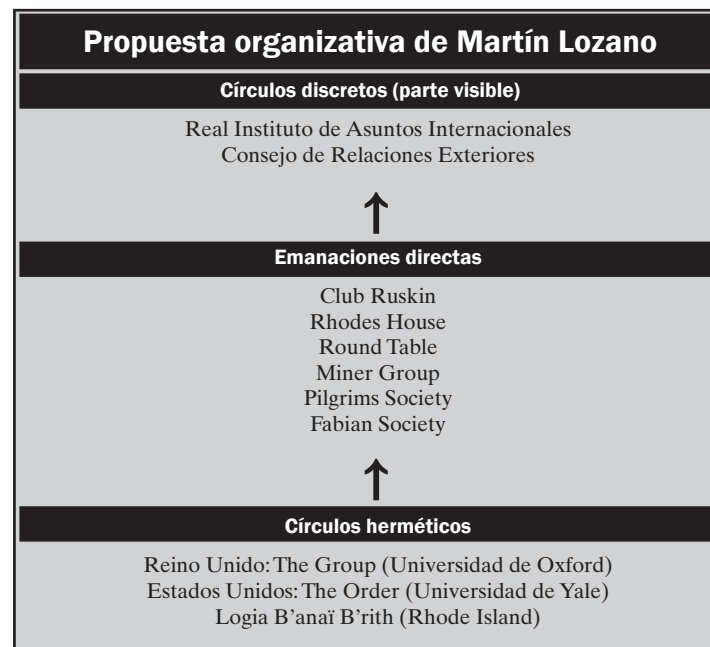 Propuesta organizativa de Martín Lozano
Círculos discretos (parte visible)
Real Instituto de Asuntos Internacionales
Consejo de Relaciones Exteriores
Emanaciones directas
Club Ruskin
Rhodes House
Round Table
Miner Group
Pilgrims Society
Fabian Society
Círculos herméticos
Reino Unido: The Group (Universidad de Oxford)
Estados Unidos: The Order (Universidad de Yale)
Logia B'anaï B'rith (Rhode Island)